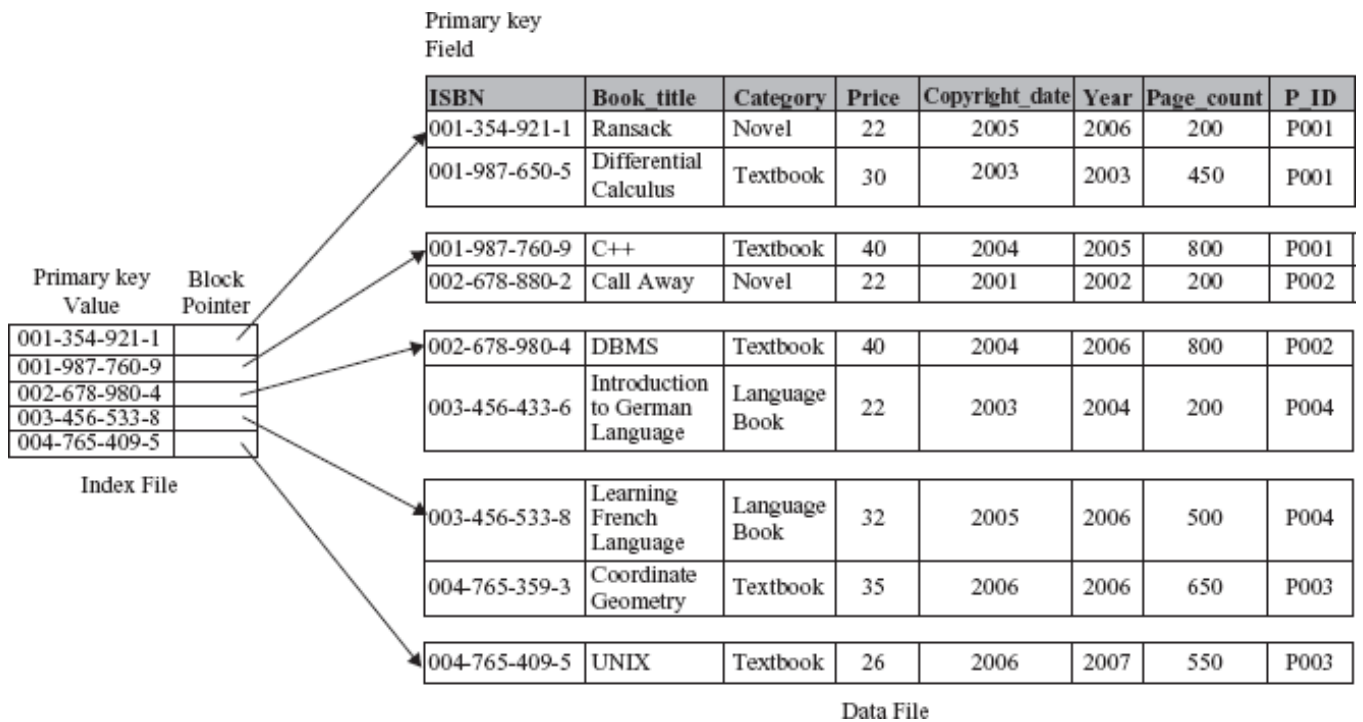 Primary key
Field
ISBN Book_title Category Price Copyright_date Year Page_count P_ID
001-354-921-1 Ransack Novel 22 2005 2006 200 P001
001-987-650-5 Differential Calculus Textbook 30 2003 2003 450 P001
001-987-760-9 C++ Textbook 40 2004 2005 800 P001
002-678-880-2 Call Away Novel 22 2001 2002 200 P002
002-678-980-4 DBMS Textbook 40 2004 2006 800 P002
003-456-433-6 Introduction to German Language Language Book 22 2003 2004 200 P004
003-456-533-8 Learning French Language Language Book 32 2005 2006 500 P004
004-765-359-3 Coordinate Geometry Textbook 35 2006 2006 650 P003
004-765-409-5 UNIX Textbook 26 2006 2007 550 P003
Data File
Primary key Block
Value Pointer
001-354-921-1
001-987-760-9
002-678-980-4
003-456-533-8
004-765-409-5
Index File